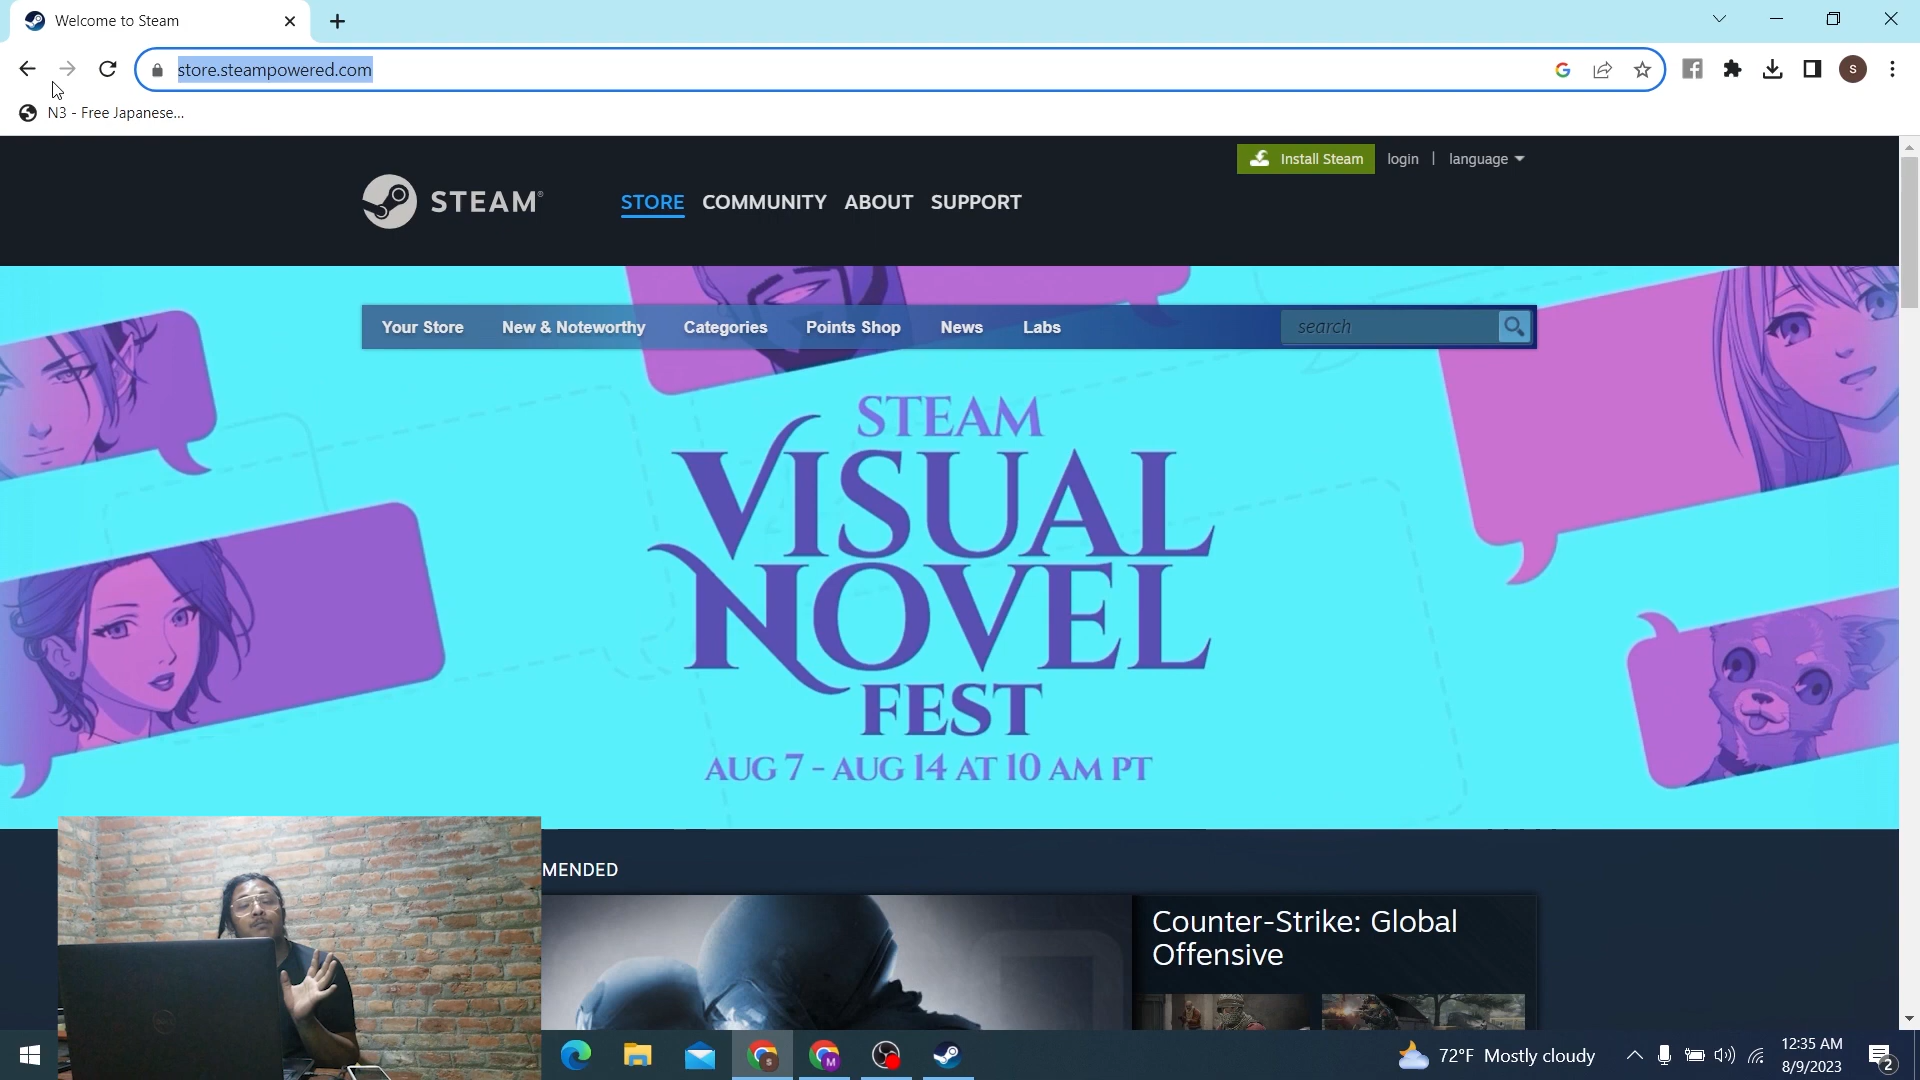 Welcome to Steam
store.steampowered.com
S
N3 - Free Japanese...
Install Steam
login | language
STEAM®
STORE COMMUNITY ABOUT SUPPORT
Your Store New & Noteworthy Categories Points Shop News Labs
search
STEAM
VISUAL
NOVEL
FEST
AUG 7 - AUG 14 AT 10 AM PT
MENDED
Counter-Strike: Global
Offensive
S
M
72°F Mostly cloudy
12:35 AM
8/9/2023
2